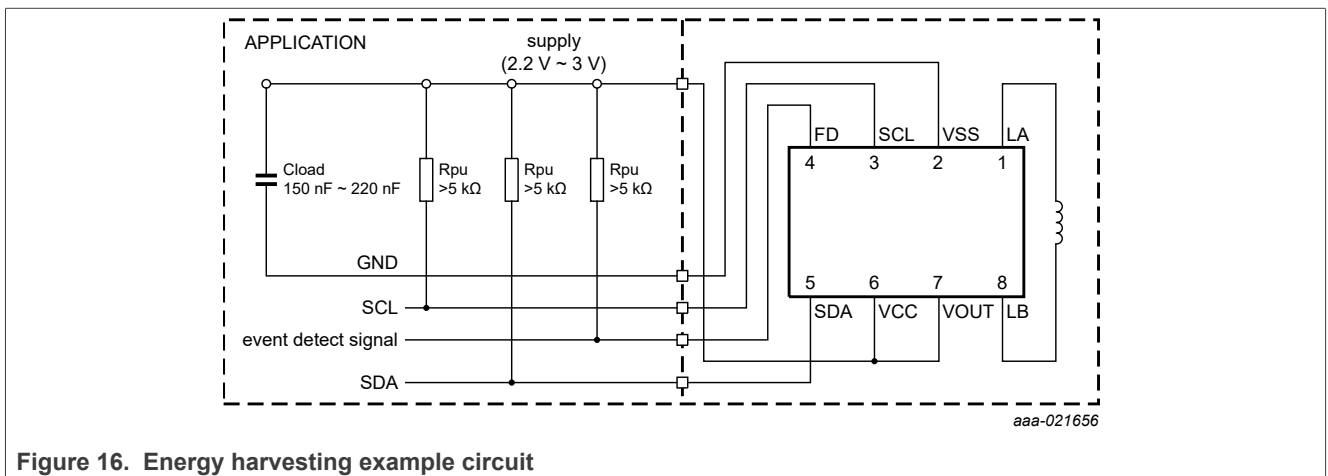 APPLICATION
supply
(2.2 V ~ 3 V)
Cload
150 nF ~ 220 nF
Rpu
>5 kΩ
Rpu
>5 kΩ
Rpu
>5 kΩ
GND
SCL
event detect signal
SDA
FD SCL VSS LA
4 3 2 1
5 6 7 8
SDA VCC VOUT LB
aaa-021656
Figure 16. Energy harvesting example circuit